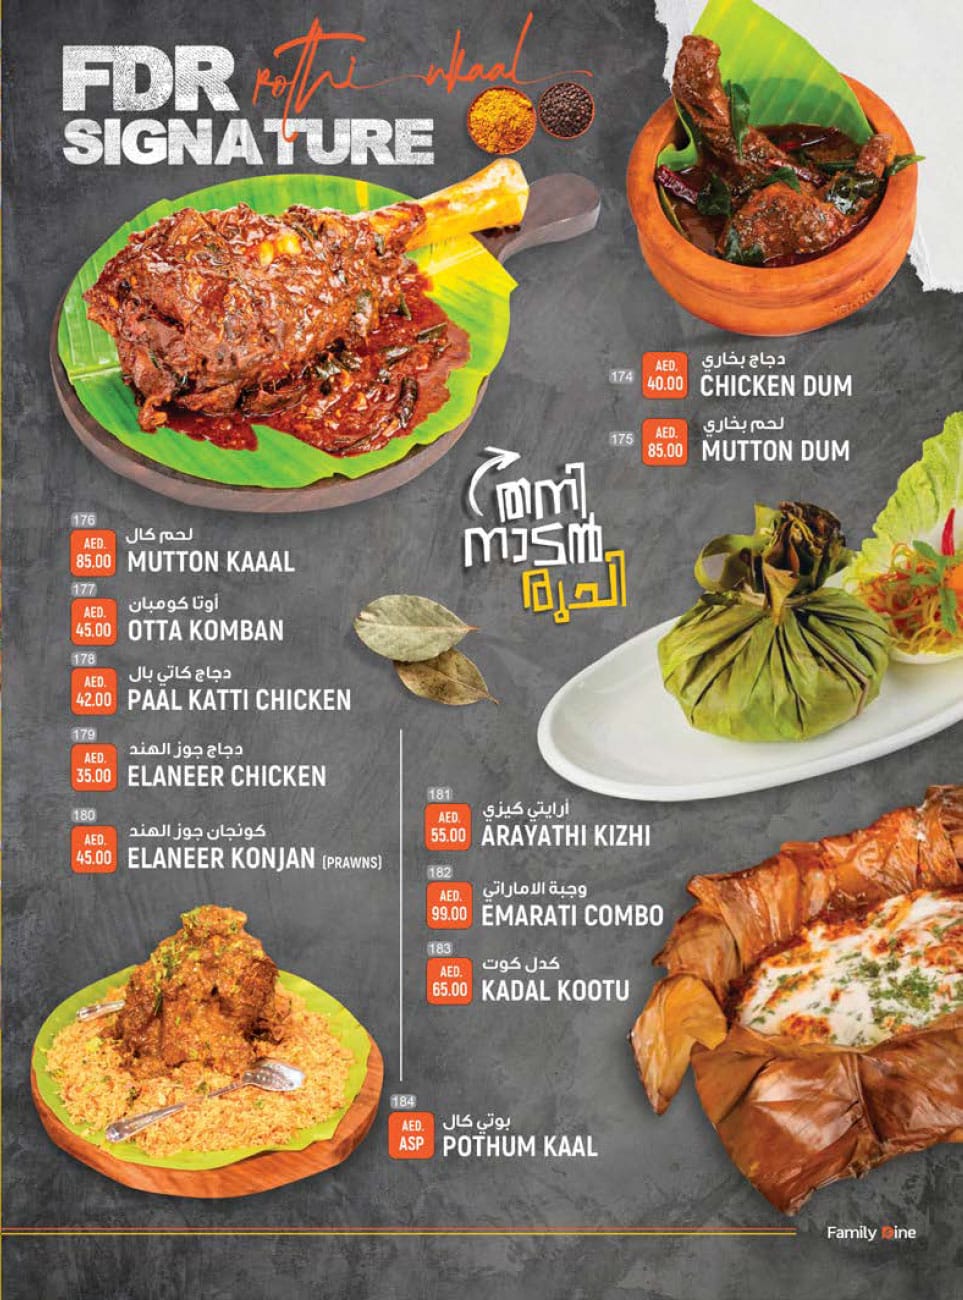 FDR
SIGNATURE
174
AED.
40.00
دجاج بخاري
CHICKEN DUM
175
AED.
85.00
لحم بخاري
MUTTON DUM
തനി
നാടൻ
രുചി
176
AED.
85.00
لحم كال
MUTTON KAAAL
177
AED.
45.00
أوتا كومبان
OTTA KOMBAN
178
AED.
42.00
دجاج كاتي بال
PAAL KATTI CHICKEN
179
AED.
35.00
دجاج جوز الهند
ELANEER CHICKEN
180
AED.
45.00
كونجان جوز الهند
ELANEER KONJAN (PRAWNS)
181
AED.
55.00
أرايتي كيزي
ARAYATHI KIZHI
182
AED.
99.00
وجبة الاماراتي
EMARATI COMBO
183
AED.
65.00
كدل كوت
KADAL KOOTU
184
AED.
ASP
بوتي كال
POTHUM KAAL
Family Dine